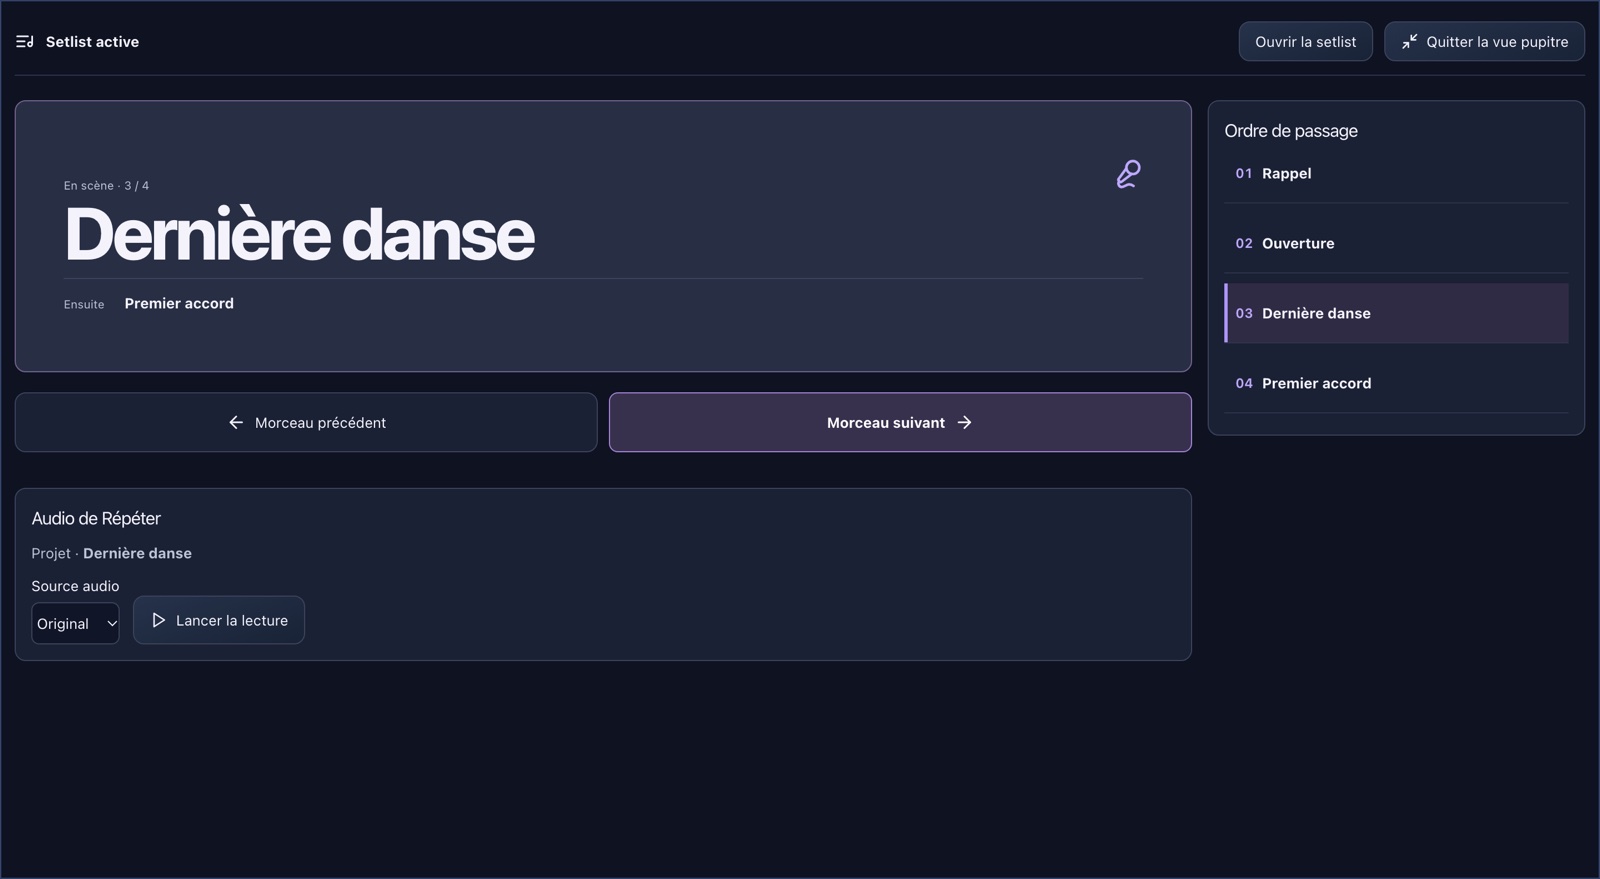 Setlist active
Ouvrir la setlist
Quitter la vue pupitre
En scène · 3 / 4
Dernière danse
Ensuite Premier accord
Morceau précédent
Morceau suivant
Ordre de passage
01 Rappel
02 Ouverture
03 Dernière danse
04 Premier accord
Audio de Répéter
Projet · Dernière danse
Source audio
Original
Lancer la lecture